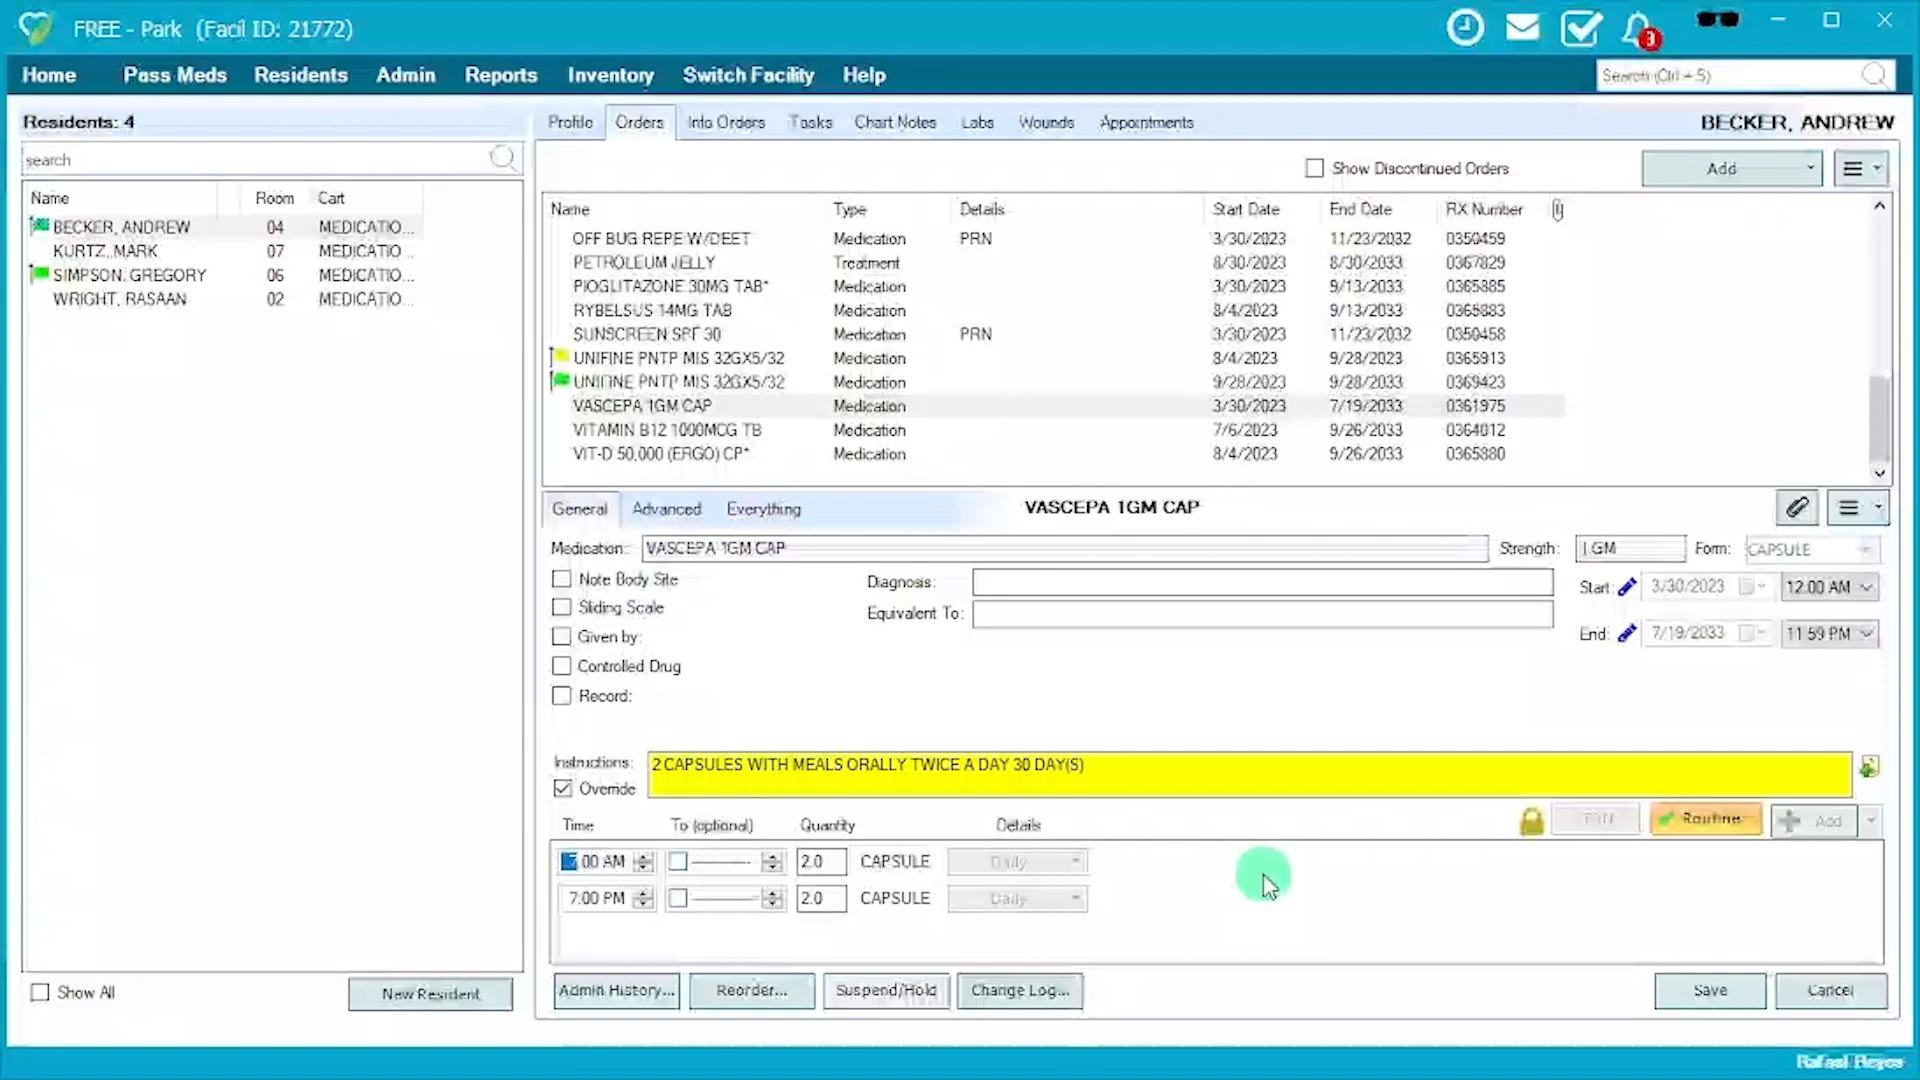 FREE - Park (Facil ID: 21772)
3
Home Pass Meds Residents Admin Reports Inventory Switch Facility Help
Search (Ctrl + S)
Residents: 4
Profile Orders Info Orders Tasks Chart Notes Labs Wounds Appointments
BECKER, ANDREW
search
Show Discontinued Orders
Add
Name Room Cart
BECKER, ANDREW 04 MEDICATIO...
KURTZ, MARK 07 MEDICATIO...
SIMPSON, GREGORY 06 MEDICATIO...
WRIGHT, RASAAN 02 MEDICATIO...
Name Type Details Start Date End Date RX Number
OFF BUG REPE W/DEET Medication PRN 3/30/2023 11/23/2032 0350459
PETROLEUM JELLY Treatment 8/30/2023 8/30/2033 0367829
PIOGLITAZONE 30MG TAB* Medication 3/30/2023 9/13/2033 0365885
RYBELSUS 14MG TAB Medication 8/4/2023 9/13/2033 0365883
SUNSCREEN SPF 30 Medication PRN 3/30/2023 11/23/2032 0350458
UNIFINE PNTP MIS 32GX5/32 Medication 8/4/2023 9/28/2023 0365913
UNIFINE PNTP MIS 32GX5/32 Medication 9/28/2023 9/28/2033 0369423
VASCEPA 1GM CAP Medication 3/30/2023 7/19/2033 0361975
VITAMIN B12 1000MCG TB Medication 7/6/2023 9/26/2033 0364012
VIT-D 50,000 (ERGO) CP* Medication 8/4/2023 9/26/2033 0365880
General Advanced Everything
VASCEPA 1GM CAP
Medication: VASCEPA 1GM CAP Strength: 1 GM Form: CAPSULE
Note Body Site
Diagnosis:
Start: 3/30/2023 12:00 AM
Sliding Scale
Equivalent To:
Given by:
End: 7/19/2033 11:59 PM
Controlled Drug
Record:
Instructions: 2 CAPSULES WITH MEALS ORALLY TWICE A DAY 30 DAY(S)
Override
Time To (optional) Quantity Details
PRN Routine Add
:00 AM 2.0 CAPSULE Daily
7:00 PM 2.0 CAPSULE Daily
Show All
New Resident
Admin History... Reorder... Suspend/Hold Change Log...
Save Cancel
Rafael Reyes